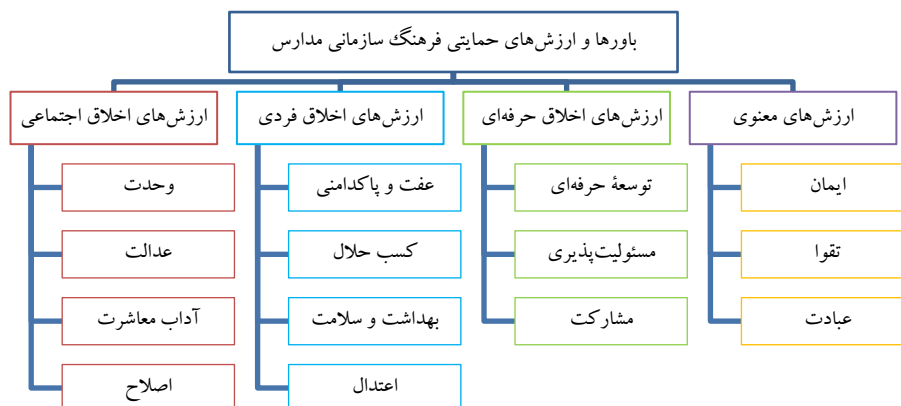 باورها و ارزش‌های حمایتی فرهنگ سازمانی مدارس
ارزش‌های معنوی
ارزش‌های اخلاق حرفه‌ای
ارزش‌های اخلاق فردی
ارزش‌های اخلاق اجتماعی
ایمان
توسعۀ حرفه‌ای
عفت و پاکدامنی
وحدت
تقوا
مسئولیت‌پذیری
کسب حلال
عدالت
عبادت
مشارکت
بهداشت و سلامت
آداب معاشرت
اعتدال
اصلاح